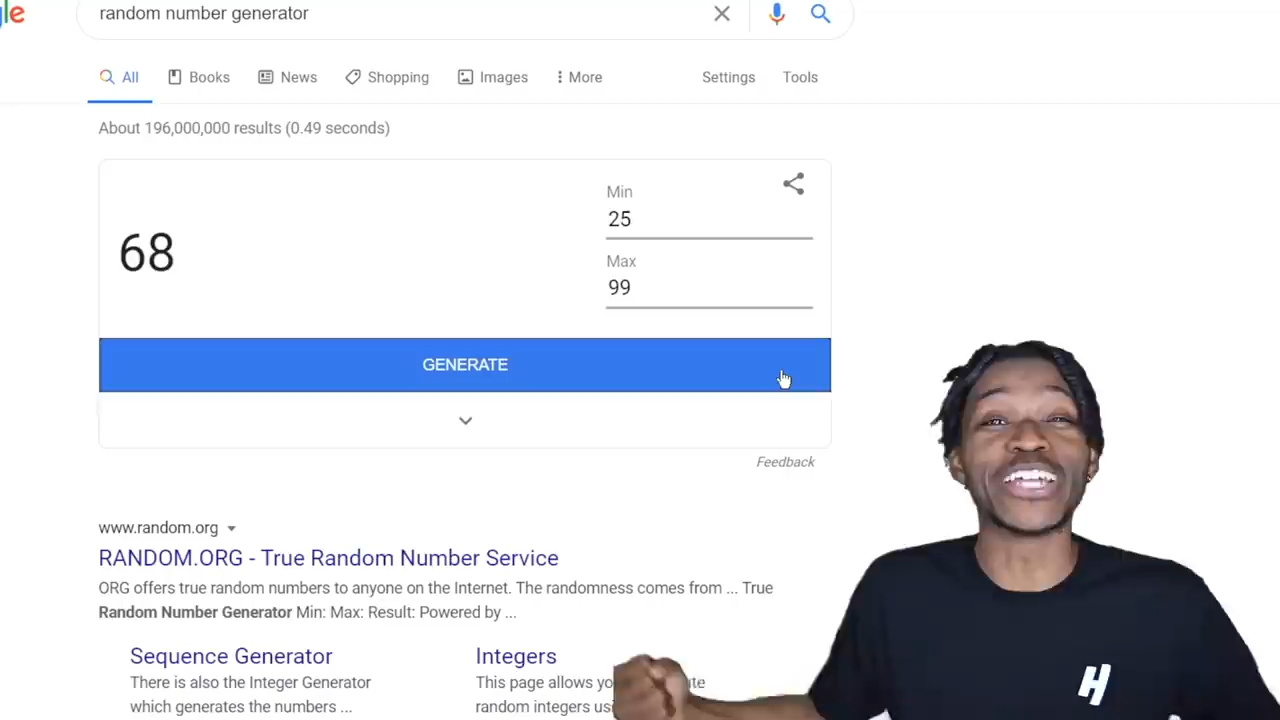 le
random number generator
All
Books
News
Shopping
Images
More
Settings
Tools
About 196,000,000 results (0.49 seconds)
68
Min
25
Max
99
GENERATE
Feedback
www.random.org
RANDOM.ORG - True Random Number Service
ORG offers true random numbers to anyone on the Internet. The randomness comes from ... True
Random Number Generator Min: Max: Result: Powered by ...
Sequence Generator
There is also the Integer Generator
which generates the numbers ...
Integers
This page allows
random integers
H